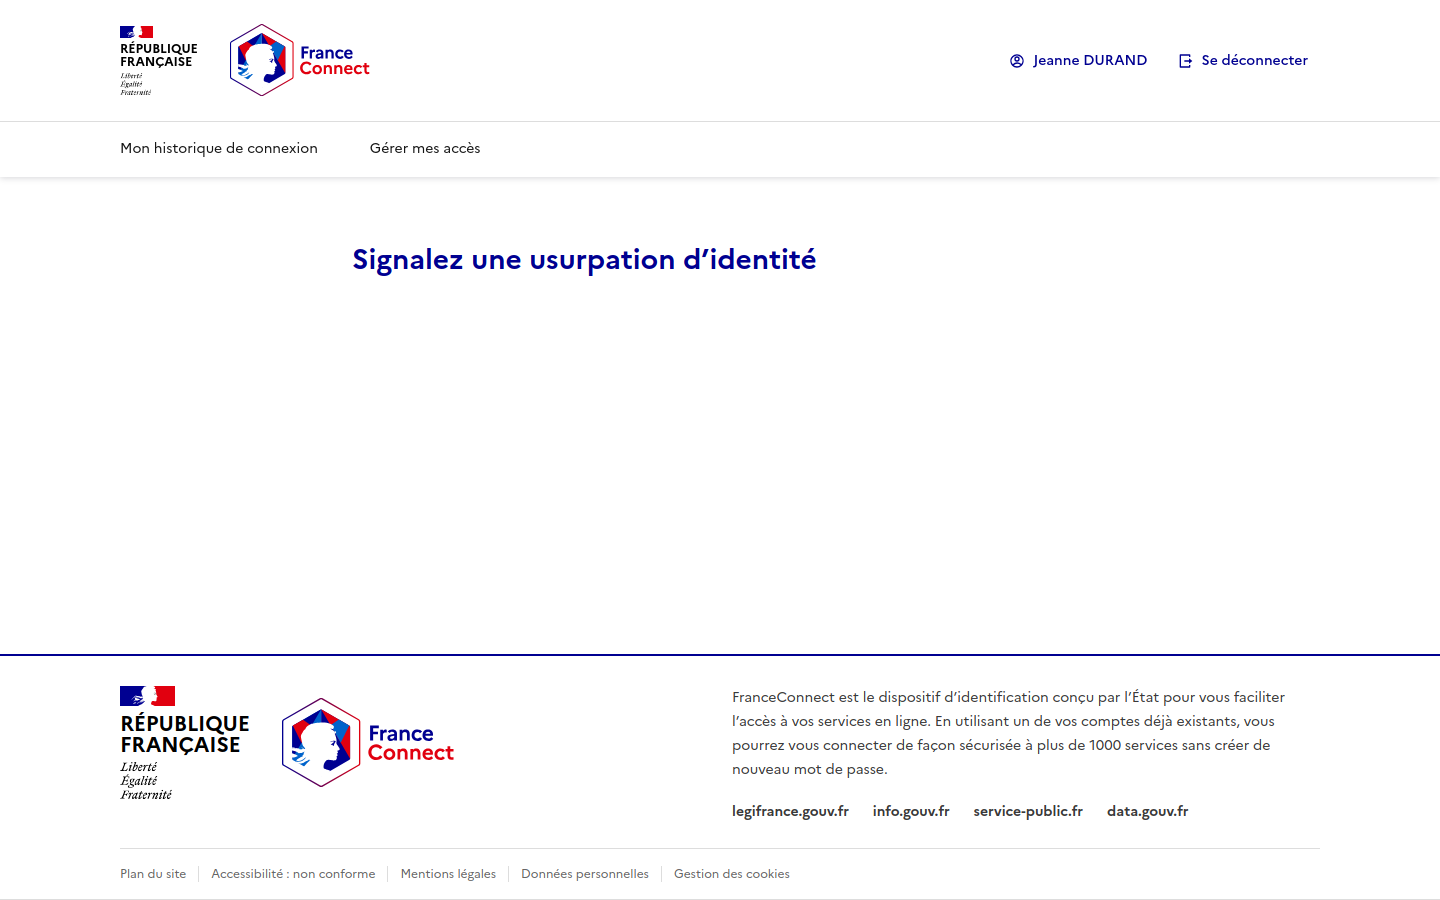 RÉPUBLIQUE
FRANÇAISE
Liberté
Égalité
Fraternité
France
Connect
Jeanne DURAND
Se déconnecter
Mon historique de connexion
Gérer mes accès
Signalez une usurpation d’identité
RÉPUBLIQUE
FRANÇAISE
Liberté
Égalité
Fraternité
France
Connect
FranceConnect est le dispositif d’identification conçu par l’État pour vous faciliter
l’accès à vos services en ligne. En utilisant un de vos comptes déjà existants, vous
pourrez vous connecter de façon sécurisée à plus de 1000 services sans créer de
nouveau mot de passe.
legifrance.gouv.fr info.gouv.fr service-public.fr data.gouv.fr
Plan du site Accessibilité : non conforme Mentions légales Données personnelles Gestion des cookies